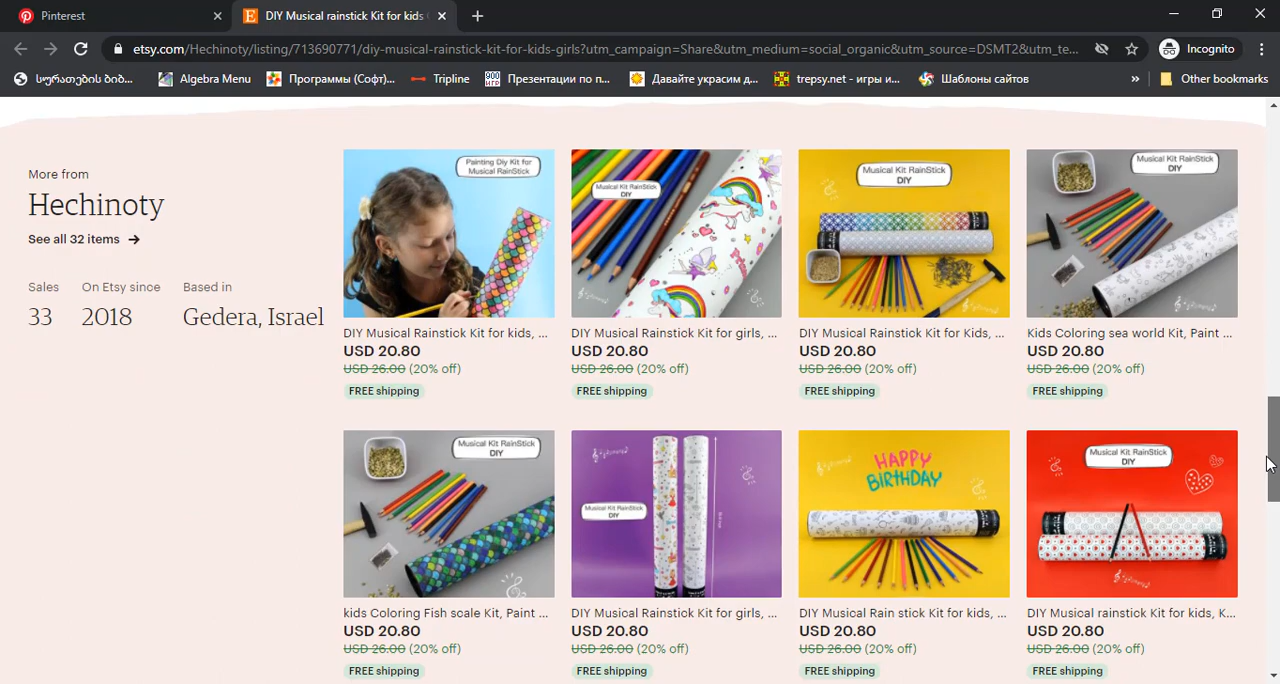 Pinterest
DIY Musical rainstick Kit for kids
etsy.com/Hechinoty/listing/713690771/diy-musical-rainstick-kit-for-kids-girls?utm_campaign=Share&utm_medium=social_organic&utm_source=DSMT2&utm_te...
Incognito
სურათების ბობ...
Algebra Menu
Программы (Софт)...
Tripline
Презентации по п...
Давайте украсим д...
trepsy.net - игры и...
Шаблоны сайтов
»
Other bookmarks
More from
Hechinoty
See all 32 items →
Sales
On Etsy since
Based in
33
2018
Gedera, Israel
Painting Diy Kit for
Musical RainStick
Musical Kit RainStick
DIY
Musical Kit RainStick
DIY
Musical Kit RainStick
DIY
DIY Musical Rainstick Kit for kids, ...
DIY Musical Rainstick Kit for girls, ...
DIY Musical Rainstick Kit for Kids, ...
Kids Coloring sea world Kit, Paint ...
USD 20.80
USD 20.80
USD 20.80
USD 20.80
USD 26.00 (20% off)
USD 26.00 (20% off)
USD 26.00 (20% off)
USD 26.00 (20% off)
FREE shipping
FREE shipping
FREE shipping
FREE shipping
Musical Kit RainStick
DIY
Musical Kit RainStick
DIY
HAPPY
BIRTHDAY
Musical Kit RainStick
DIY
kids Coloring Fish scale Kit, Paint ...
DIY Musical Rainstick Kit for girls, ...
DIY Musical Rain stick Kit for kids, ...
DIY Musical rainstick Kit for kids, K...
USD 20.80
USD 20.80
USD 20.80
USD 20.80
USD 26.00 (20% off)
USD 26.00 (20% off)
USD 26.00 (20% off)
USD 26.00 (20% off)
FREE shipping
FREE shipping
FREE shipping
FREE shipping